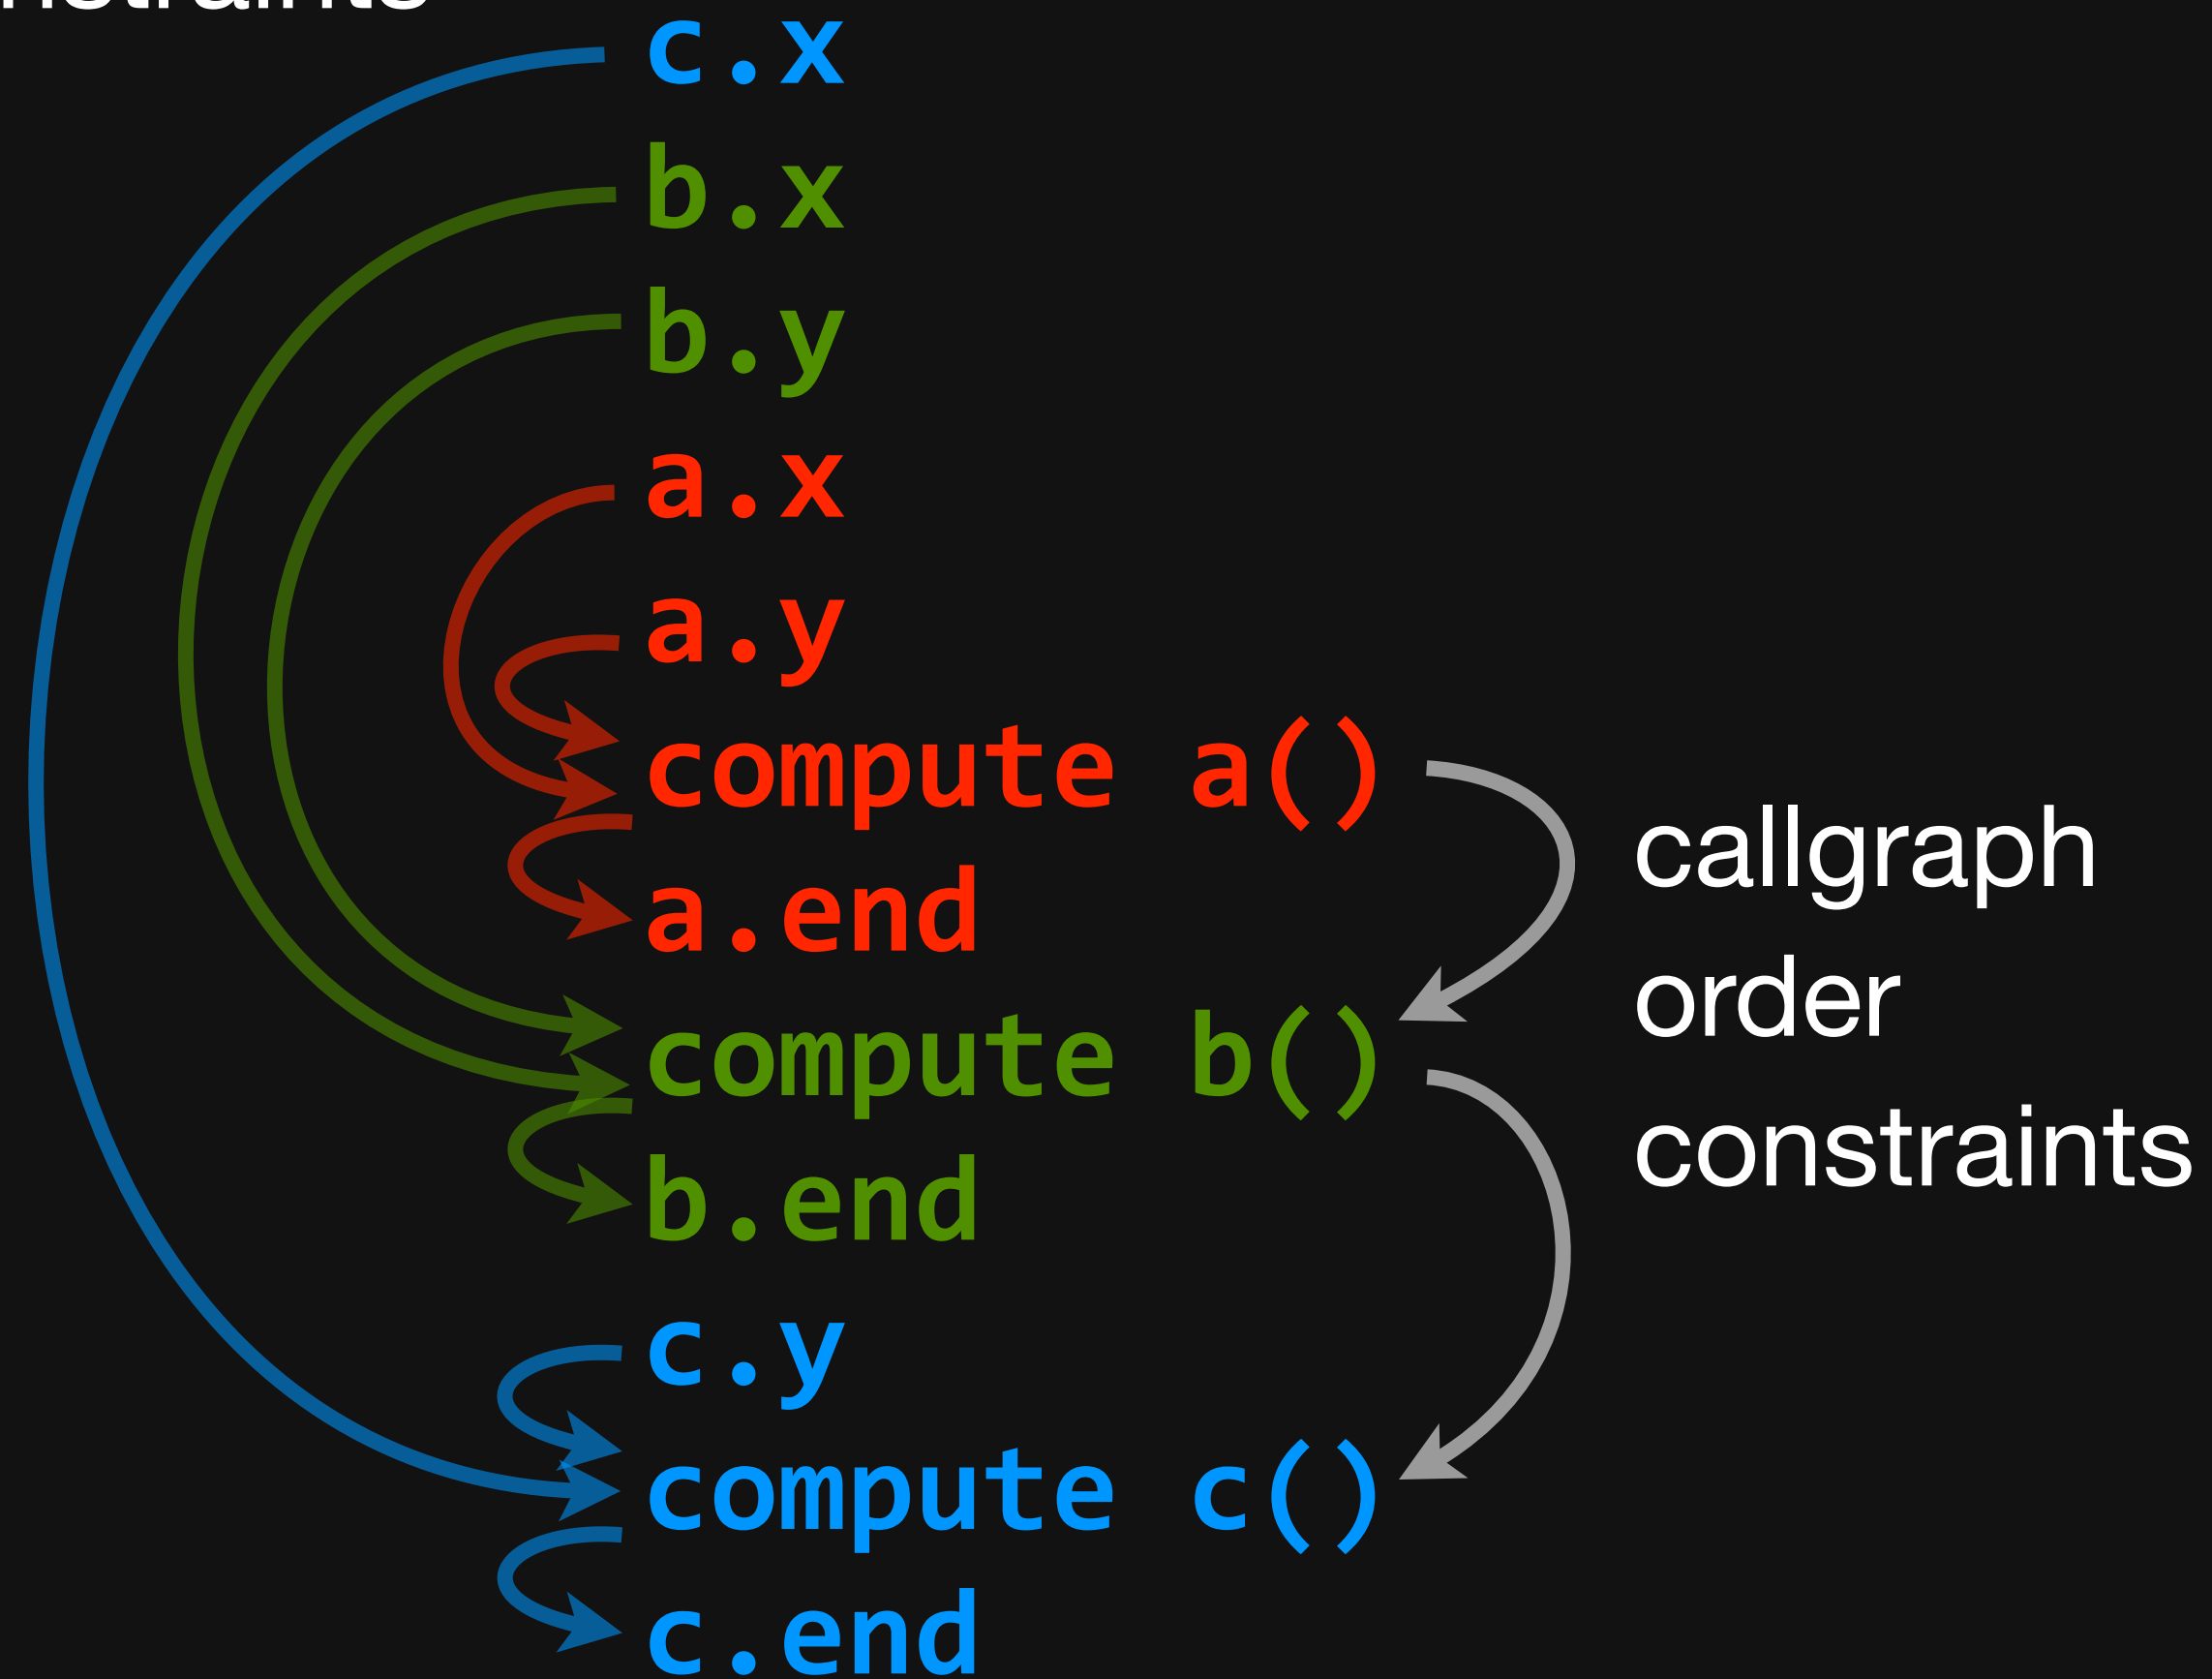 c.x
b.x
b.y
a.x
a.y
compute a()
a.end
compute b()
b.end
c.y
compute c()
c.end
callgraph
order
constraints